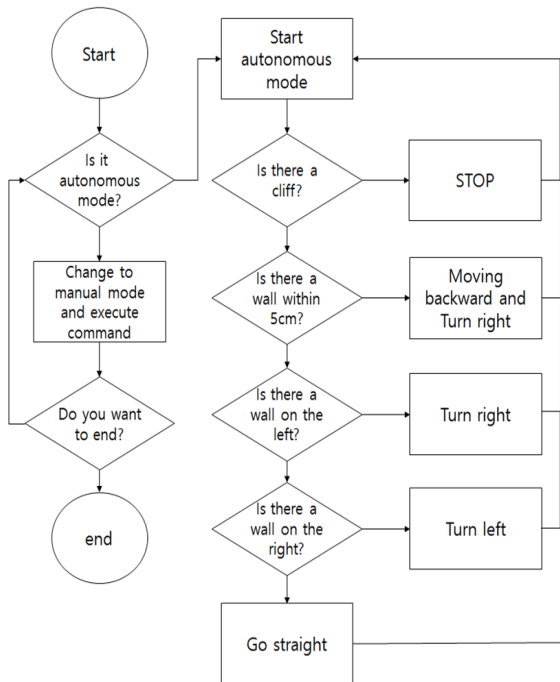 Start
Is it
autonomous
mode?
Change to
manual mode
and execute
command
Do you want
to end?
end
Start
autonomous
mode
Is there a
cliff?
STOP
Is there a
wall within
5cm?
Moving
backward and
Turn right
Is there a
wall on the
left?
Turn right
Is there a
wall on the
right?
Turn left
Go straight